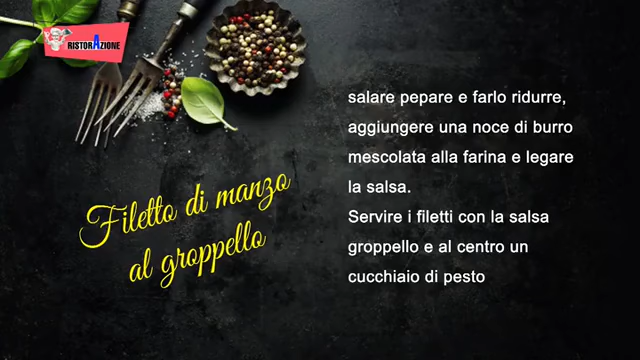 RISTORAZIONE
Filetto di manzo
al groppello
salare pepare e farlo ridurre,
aggiungere una noce di burro
mescolata alla farina e legare
la salsa.
Servire i filetti con la salsa
groppello e al centro un
cucchiaio di pesto